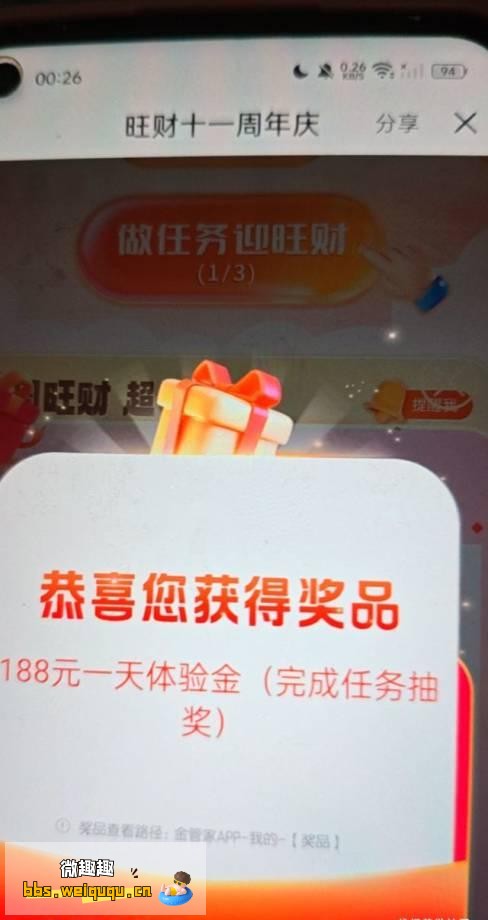 00:26
0.26
KB/S
94
旺财十一周年庆
分享
做任务迎旺财
(1/3)
旺财 超
提醒我
恭喜您获得奖品
188元一天体验金（完成任务抽
奖）
奖品查看路径：金管家APP-我的-【奖品】
微趣趣
bbs.weiququ.cn